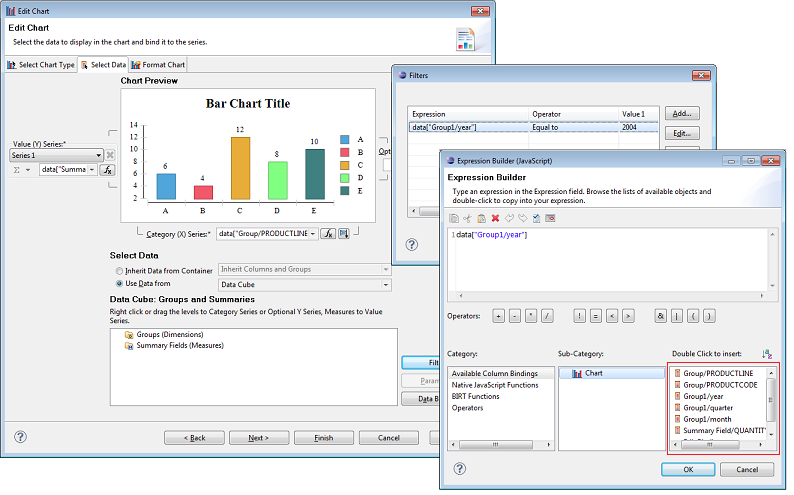 Edit Chart
Edit Chart
Select the data to display in the chart and bind it to the series.
Select Chart Type
Select Data
Format Chart
Chart Preview
Bar Chart Title
14
12
10
8
6
4
2
6
4
12
8
10
A
B
C
D
E
A
B
C
D
E
Value (Y) Series:*
Series 1
Σ
data["Summa
fx
Category (X) Series:*
data["Group/PRODUCTLINE
fx
Select Data
Inherit Data from Container
Inherit Columns and Groups
Use Data from
Data Cube
Data Cube: Groups and Summaries
Right click or drag the levels to Category Series or Optional Y Series, Measures to Value
Series.
Groups (Dimensions)
Summary Fields (Measures)
Filt
Param
Data B
?
< Back
Next >
Finish
Cancel
Filters
Expression
Operator
Value 1
data["Group1/year"]
Equal to
2004
Add...
Edit...
?
Expression Builder (JavaScript)
Expression Builder
Type an expression in the Expression field. Browse the lists of available objects and
double-click to copy into your expression.
1 data["Group1/year"]
Operators:
+ - * / ! = < > & | ( )
Category:
Available Column Bindings
Native JavaScript Functions
BIRT Functions
Operators
Sub-Category:
Chart
Double Click to insert:
Group/PRODUCTLINE
Group/PRODUCTCODE
Group1/year
Group1/quarter
Group1/month
Summary Field/QUANTIT
?
OK
Cancel